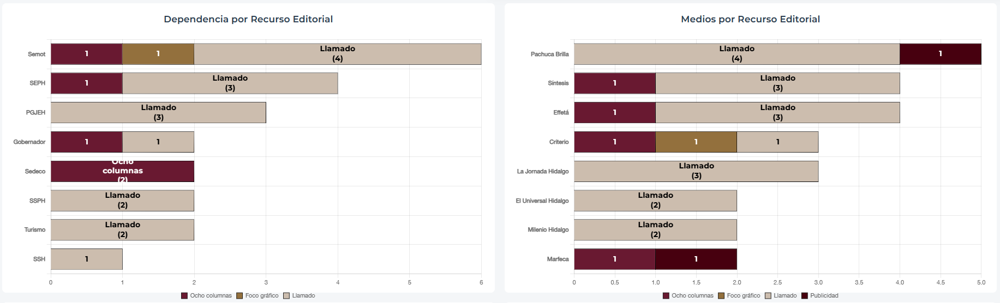 Dependencia por Recurso Editorial
Semot
1
1
Llamado
(4)
SEPH
1
Llamado
(3)
PGJEH
Llamado
(3)
Gobernador
1
1
Sedeco
Ocho
columnas
(2)
SSPH
Llamado
(2)
Turismo
Llamado
(2)
SSH
1
0 1 2 3 4 5 6
Ocho columnas Foco gráfico Llamado
Medios por Recurso Editorial
Pachuca Brilla
Llamado
(4)
1
Síntesis
1
Llamado
(3)
Effetá
1
Llamado
(3)
Criterio
1
1
1
La Jornada Hidalgo
Llamado
(3)
El Universal Hidalgo
Llamado
(2)
Milenio Hidalgo
Llamado
(2)
Marfeca
1
1
0 0.5 1.0 1.5 2.0 2.5 3.0 3.5 4.0 4.5 5.0
Ocho columnas Foco gráfico Llamado Publicidad